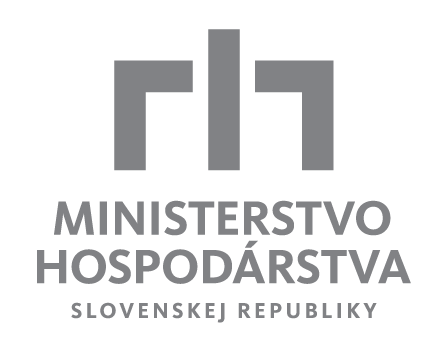 MINISTERSTVO
HOSPODÁRSTVA
SLOVENSKEJ REPUBLIKY